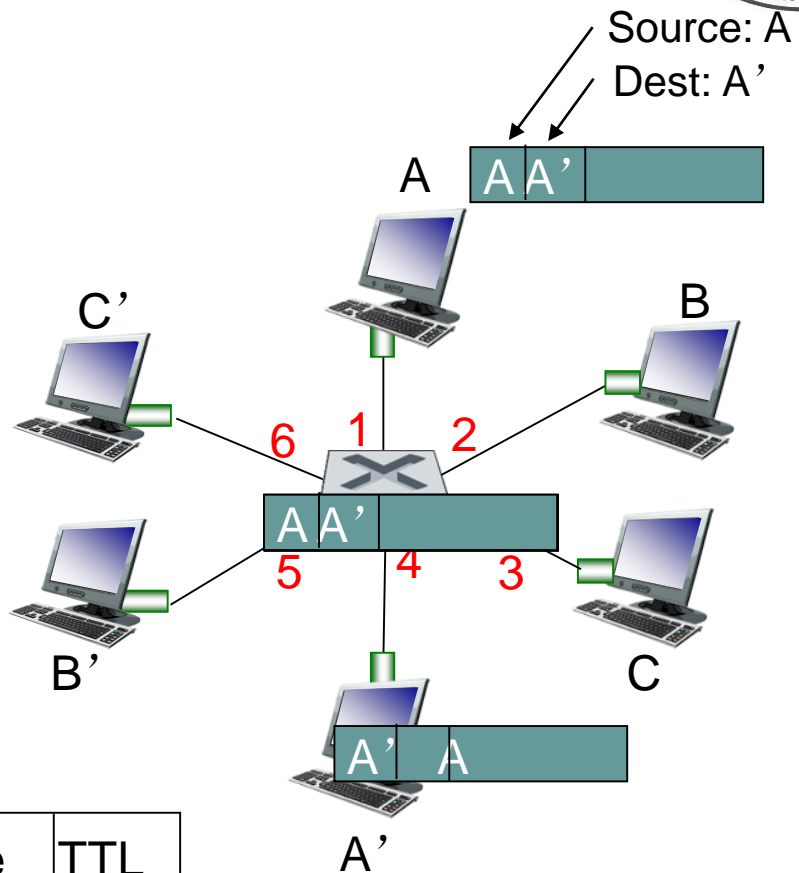 Source: A
Dest: A’
A
A A’
C’
B
6 1 2
A A’
5 4 3
B’
C
A’ A
A’
e TTL